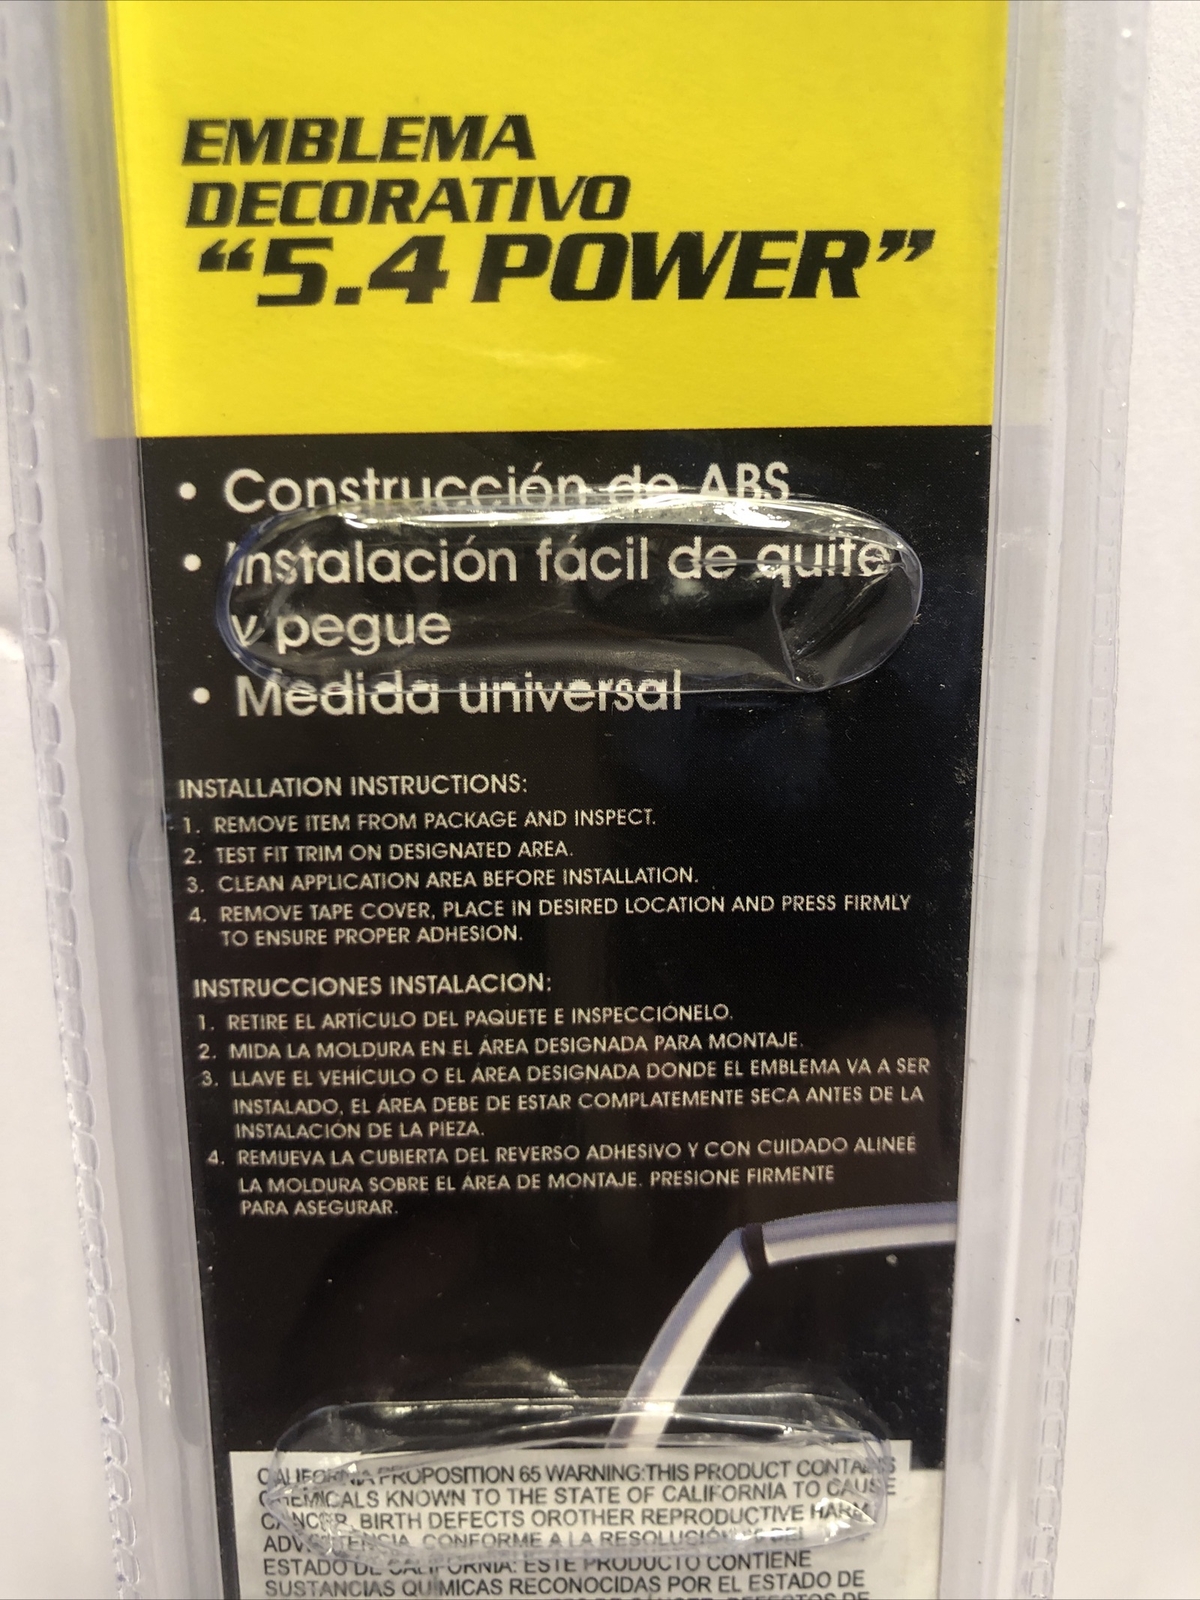 EMBLEMA
DECORATIVO
“5.4 POWER”
• Construcción de ABS
• Instalación fácil de quite
y pegue
• Medida universal
INSTALLATION INSTRUCTIONS:
1. REMOVE ITEM FROM PACKAGE AND INSPECT.
2. TEST FIT TRIM ON DESIGNATED AREA.
3. CLEAN APPLICATION AREA BEFORE INSTALLATION.
4. REMOVE TAPE COVER, PLACE IN DESIRED LOCATION AND PRESS FIRMLY
TO ENSURE PROPER ADHESION.
INSTRUCCIONES INSTALACION:
1. RETIRE EL ARTÍCULO DEL PAQUETE E INSPECCIÓNELO.
2. MIDA LA MOLDURA EN EL ÁREA DESIGNADA PARA MONTAJE.
3. LLAVE EL VEHÍCULO O EL ÁREA DESIGNADA DONDE EL EMBLEMA VA A SER
INSTALADO, EL ÁREA DEBE DE ESTAR COMPLATEMENTE SECA ANTES DE LA
INSTALACIÓN DE LA PIEZA.
4. REMUEVA LA CUBIERTA DEL REVERSO ADHESIVO Y CON CUIDADO ALINEÉ
LA MOLDURA SOBRE EL ÁREA DE MONTAJE. PRESIONE FIRMENTE
PARA ASEGURAR.
CALIFORNIA PROPOSITION 65 WARNING:THIS PRODUCT CONTAINS
CHEMICALS KNOWN TO THE STATE OF CALIFORNIA TO CAUSE
CANCER, BIRTH DEFECTS OROTHER REPRODUCTIVE HARM
ADVERTENCIA, CONFORME A LA RESOLUCIÓN DEL
ESTADO DE CALIFORNIA: ESTE PRODUCTO CONTIENE
SUSTANCIAS QUIMICAS RECONOCIDAS POR EL ESTADO DE